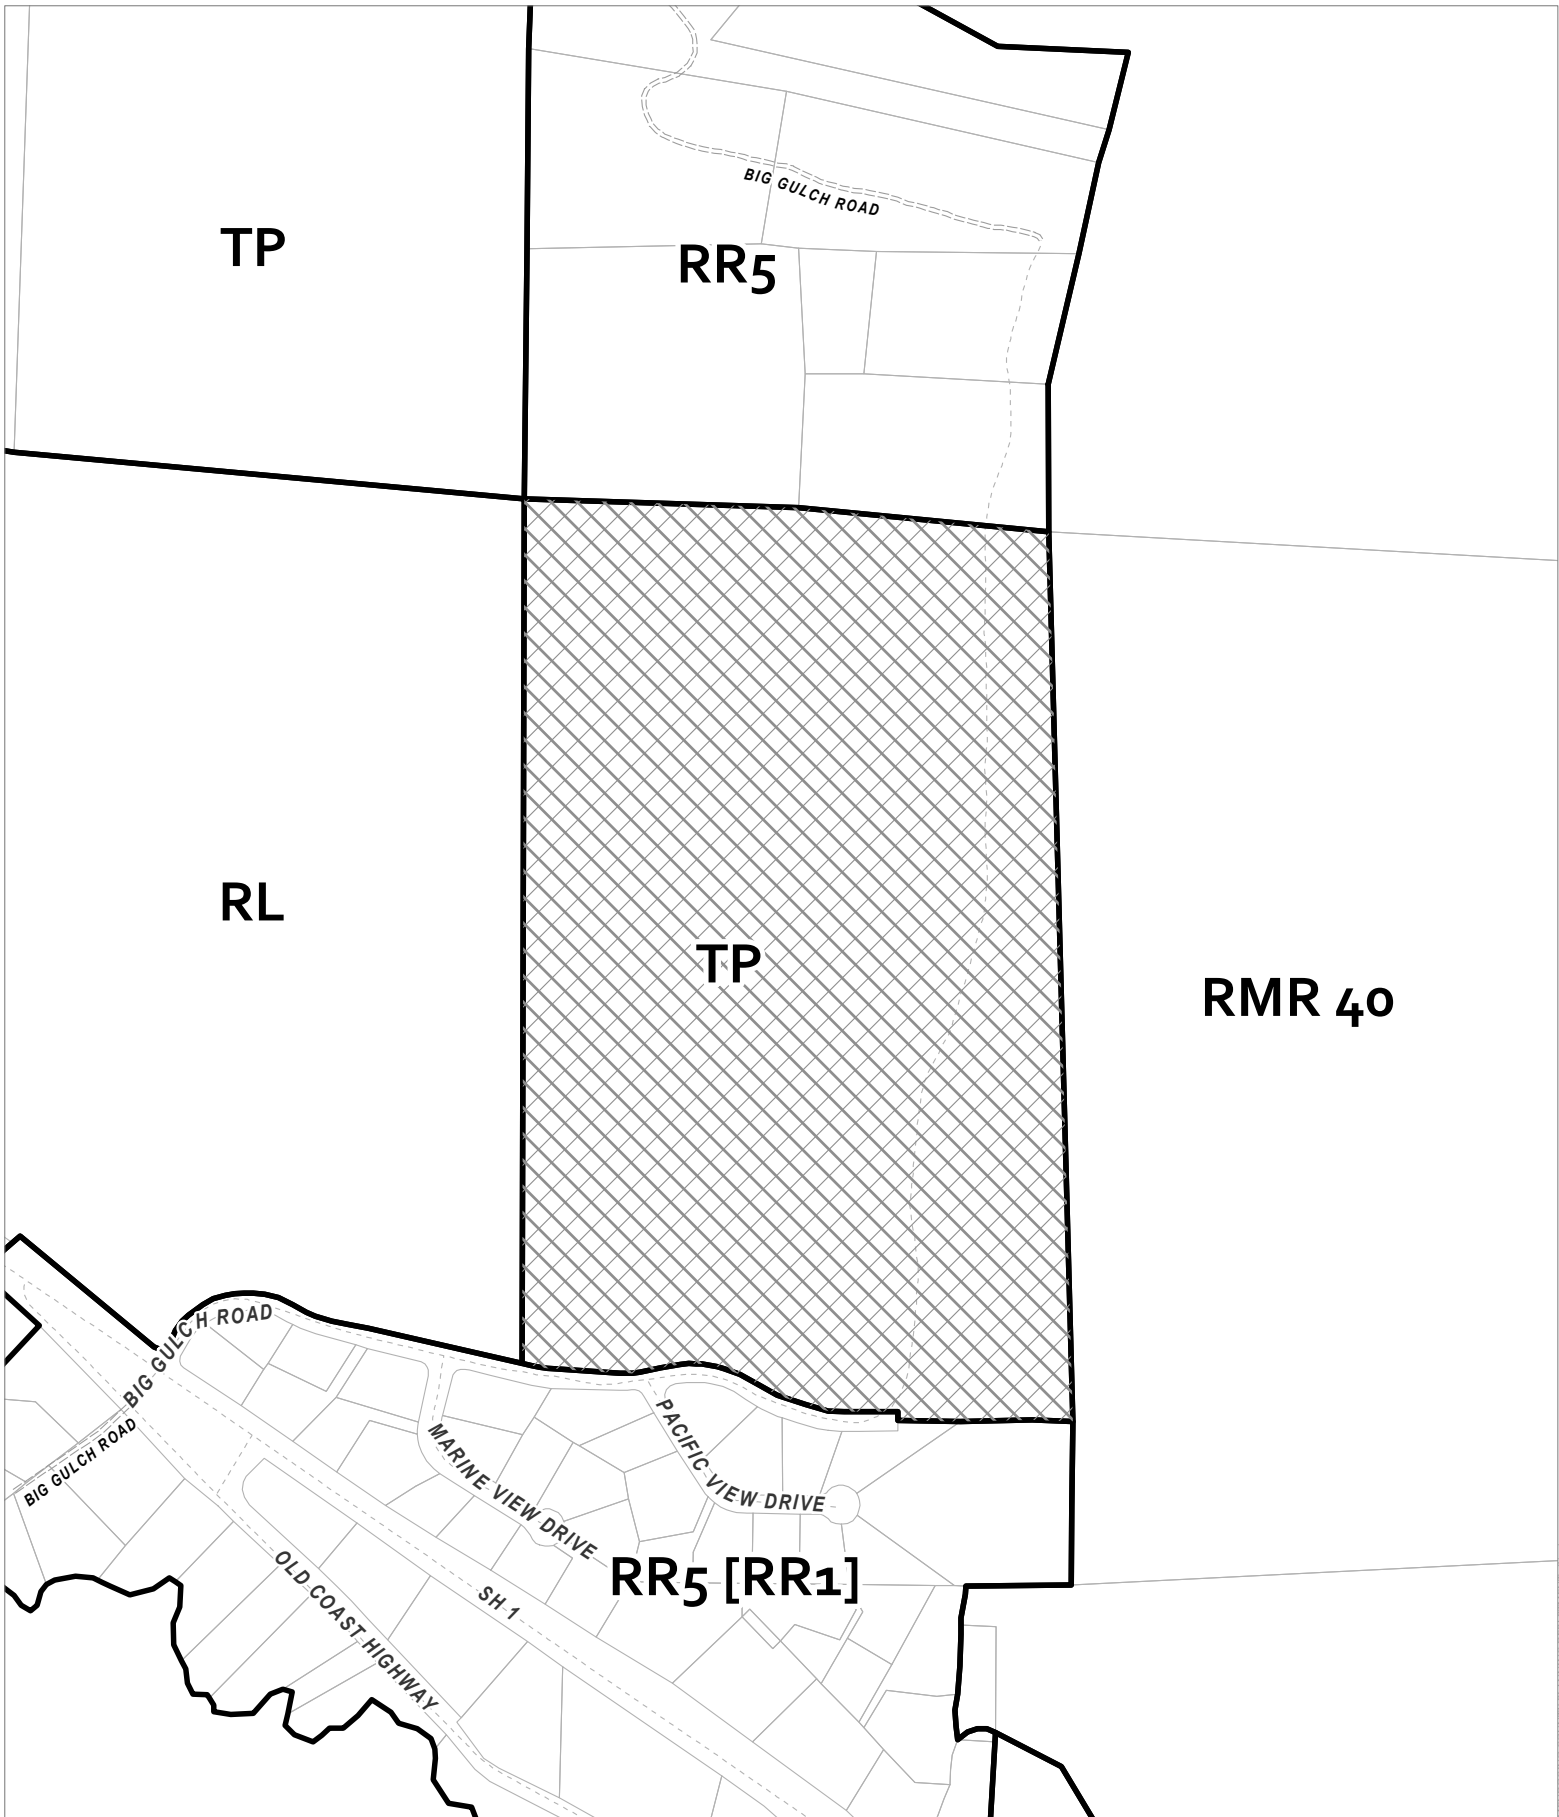 BIG GULCH ROAD
TP
RR5
RL
TP
RMR 40
BIG GULCH ROAD
BIG GULCH ROAD
MARINE VIEW DRIVE
PACIFIC VIEW DRIVE
RR5 [RR1]
OLD COAST HIGHWAY
SH 1